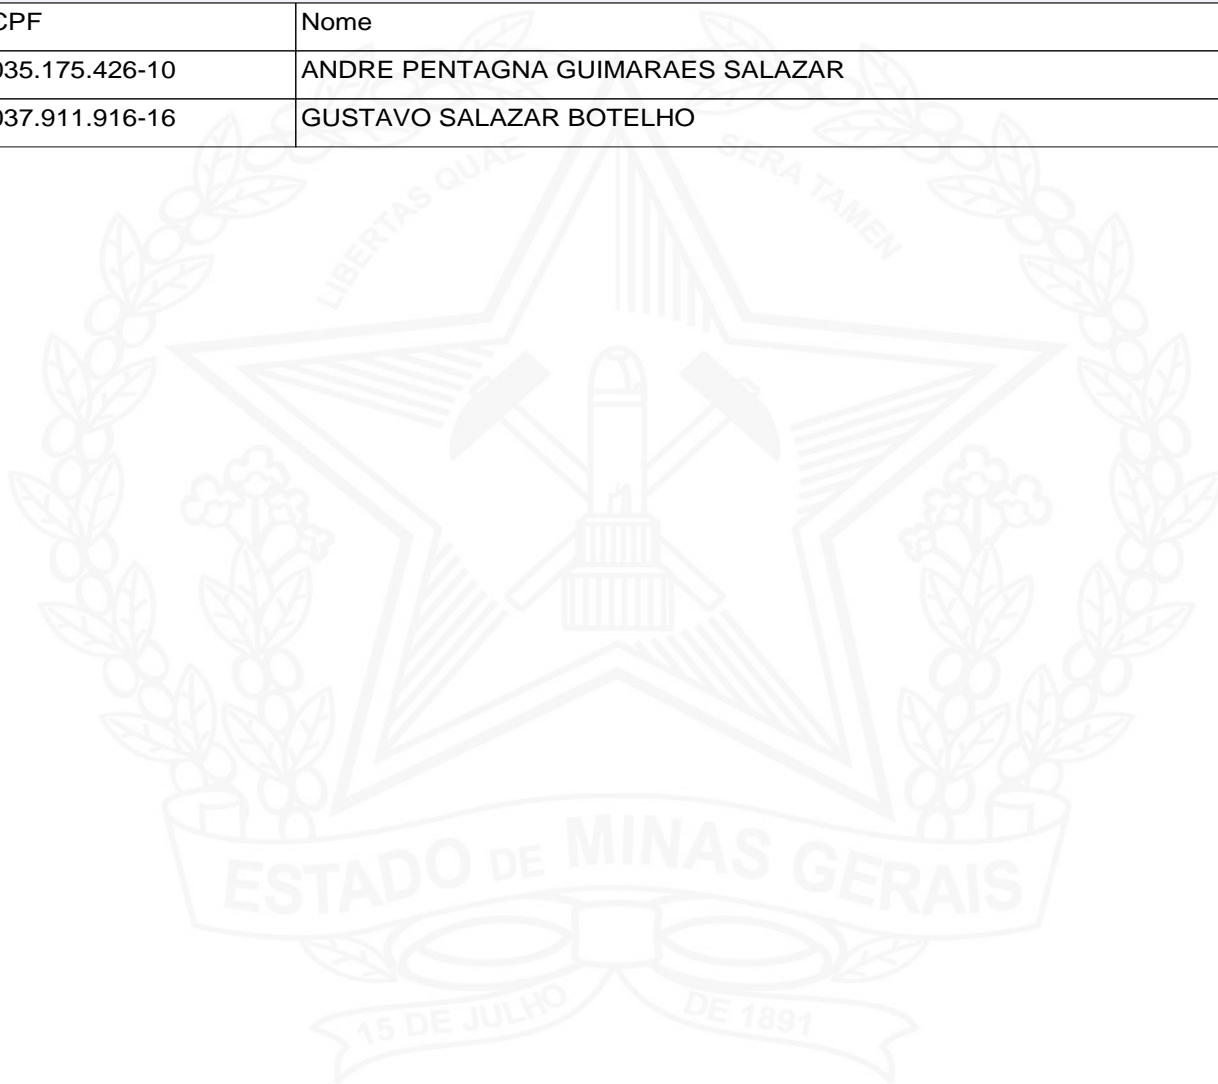 CPF Nome
035.175.426-10 ANDRE PENTAGNA GUIMARAES SALAZAR
037.911.916-16 GUSTAVO SALAZAR BOTELHO
LIBERTAS QUAE SERA TAMEN
ESTADO DE MINAS GERAIS
15 DE JULHO DE 1891